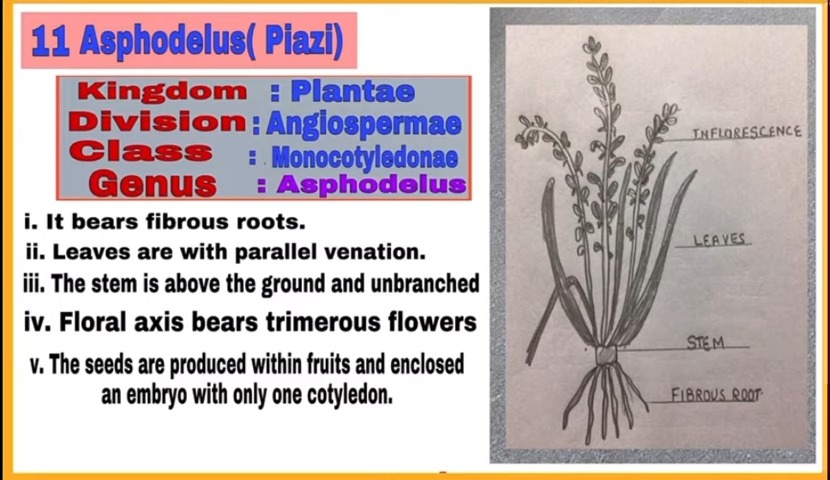 11 Asphodelus( Piazi)
Kingdom : Plantae
Division : Angiospermae
Class : Monocotyledonae
Genus : Asphodelus
i. It bears fibrous roots.
ii. Leaves are with parallel venation.
iii. The stem is above the ground and unbranched
iv. Floral axis bears trimerous flowers
v. The seeds are produced within fruits and enclosed
an embryo with only one cotyledon.
INFLORESCENCE
LEAVES
STEM
FIBROUS ROOT